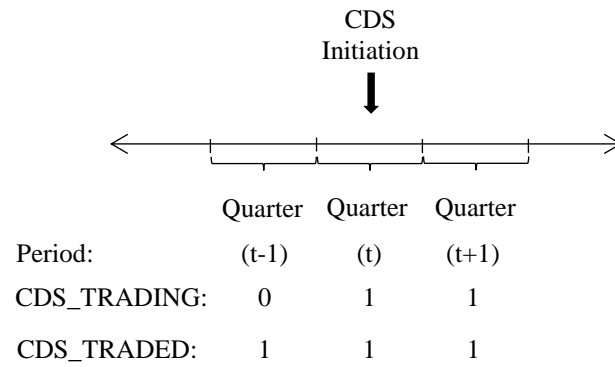 CDS
Initiation
Quarter Quarter Quarter
Period: (t-1) (t) (t+1)
CDS_TRADING: 0 1 1
CDS_TRADED: 1 1 1